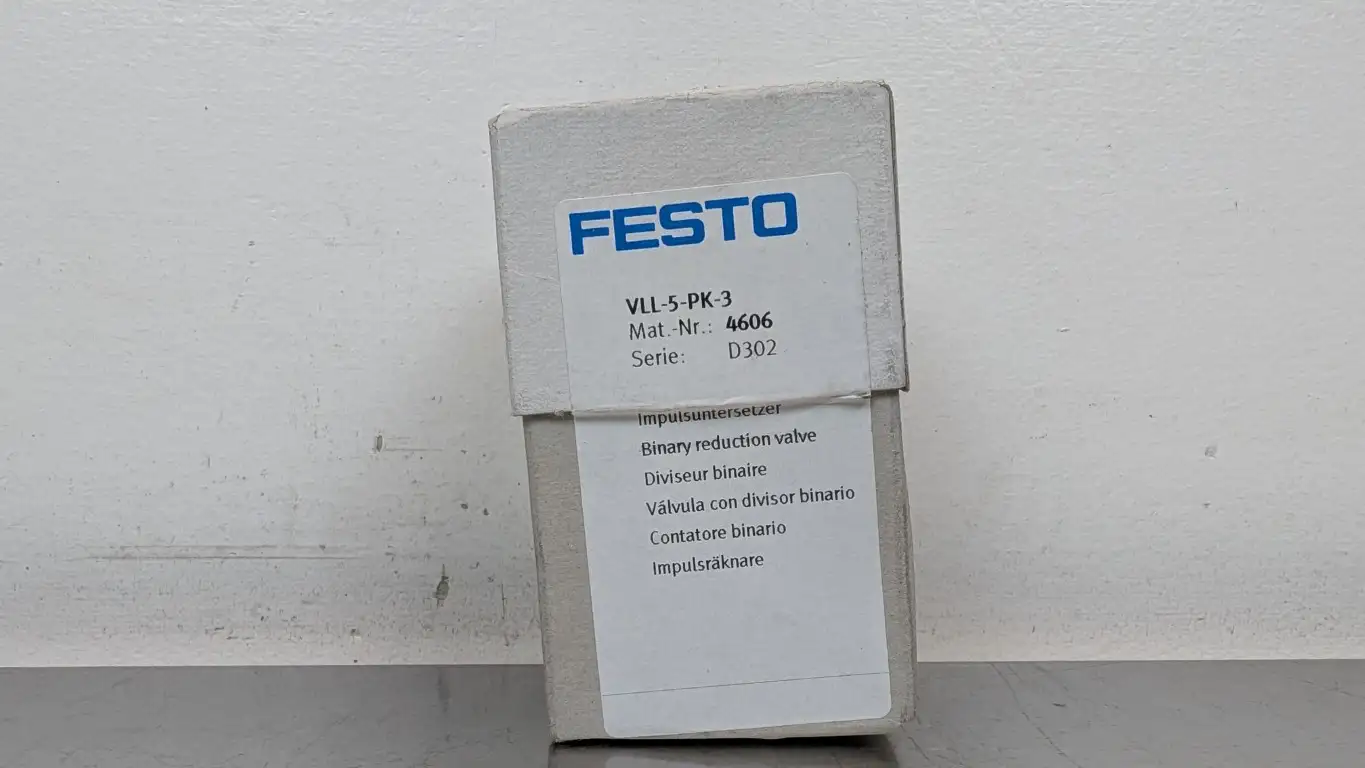 FESTO
VLL-5-PK-3
Mat.-Nr.: 4606
Serie: D302
Impulsuntersetzer
Binary reduction valve
Diviseur binaire
Válvula con divisor binario
Contatore binario
Impulsräknare